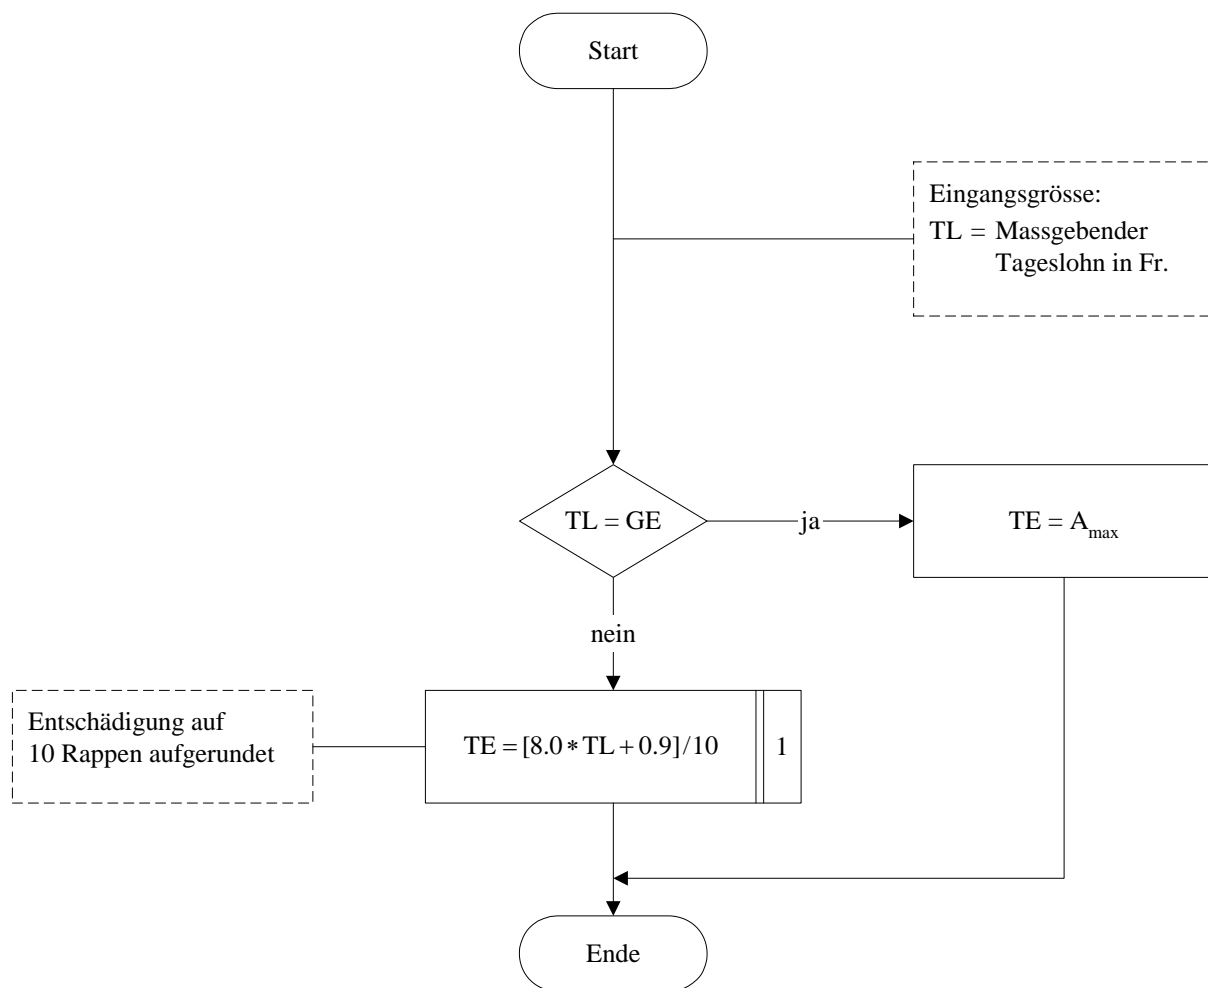 Start
Eingangsgrösse:
TL = Massgebender
Tageslohn in Fr.
TL = GE
ja
TE = A_max
nein
Entschädigung auf
10 Rappen aufgerundet
TE = [8.0 * TL + 0.9] / 10
1
Ende